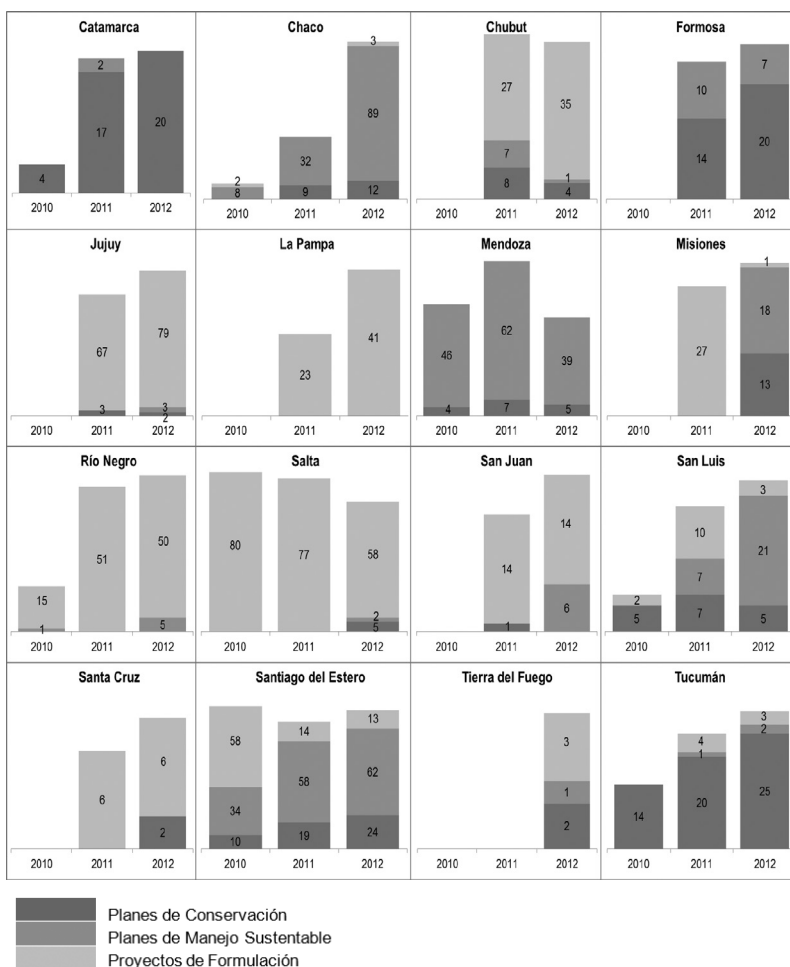 Catamarca
2
17
20
4
2010 2011 2012
Chaco
3
89
32
2
8
9
12
2010 2011 2012
Chubut
27
35
7
1
8
4
2010 2011 2012
Formosa
7
10
20
14
2010 2011 2012
Jujuy
79
67
3
3
2
2010 2011 2012
La Pampa
41
23
2010 2011 2012
Mendoza
62
46
39
4
7
5
2010 2011 2012
Misiones
1
18
27
13
2010 2011 2012
Río Negro
51
50
15
1
5
2010 2011 2012
Salta
80
77
58
2
5
2010 2011 2012
San Juan
14
14
6
1
2010 2011 2012
San Luis
3
10
21
2
7
5
7
5
2010 2011 2012
Santa Cruz
6
6
2
2010 2011 2012
Santiago del Estero
58
14
13
34
58
62
10
19
24
2010 2011 2012
Tierra del Fuego
3
1
2
2010 2011 2012
Tucumán
3
4
2
1
14
20
25
2010 2011 2012
Planes de Conservación
Planes de Manejo Sustentable
Proyectos de Formulación